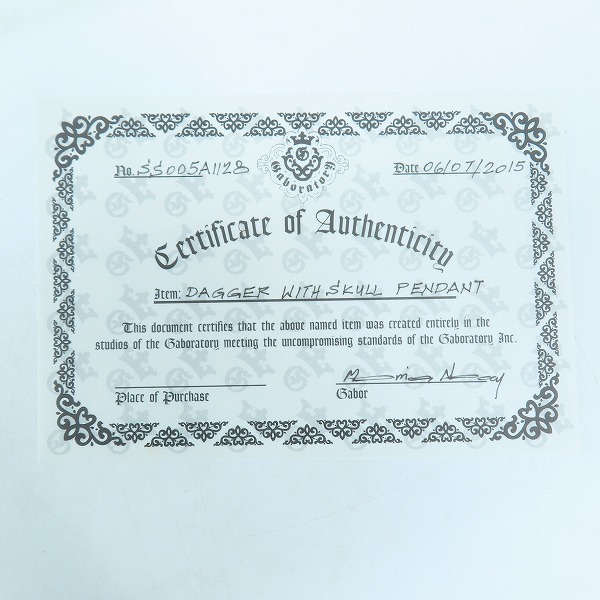 No. SS005A1128
Gaboratory
Date 06/07/2015
Certificate of Authenticity
Item: DAGGER WITH SKULL PENDANT
This document certifies that the above named item was created entirely in the
studios of the Gaboratory meeting the uncompromising standards of the Gaboratory Inc.
Place of Purchase
Gabor